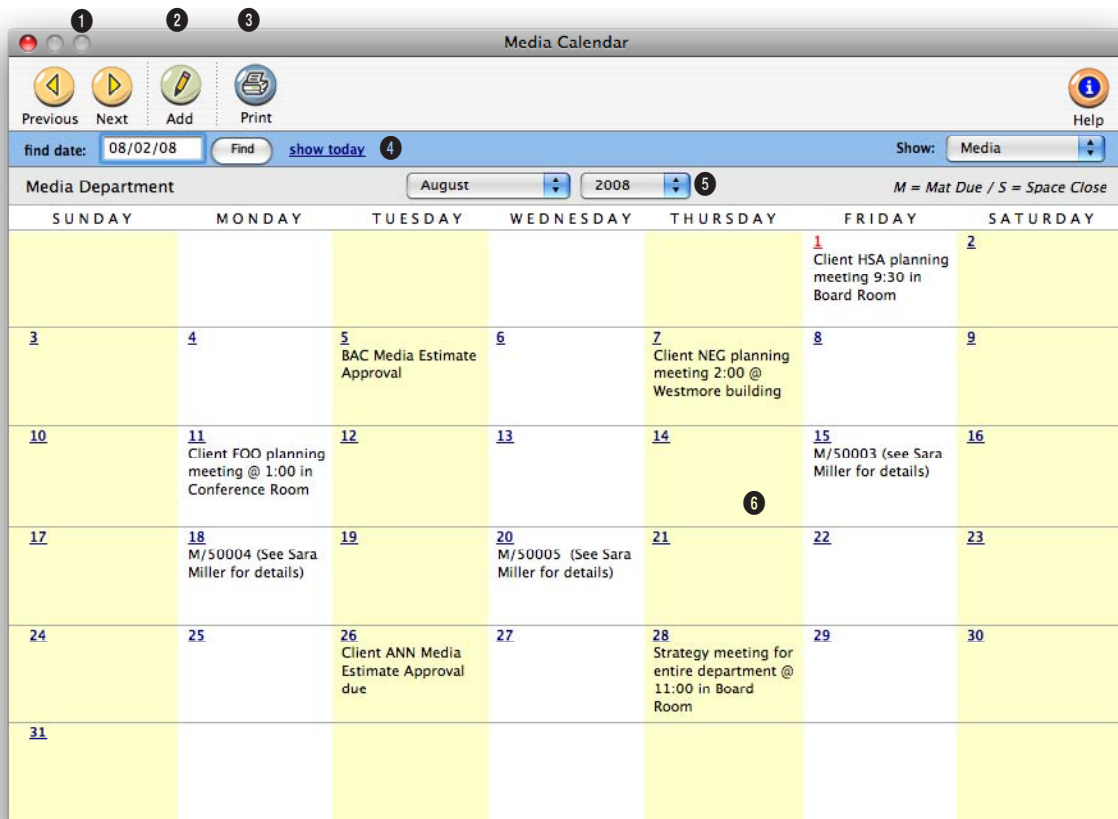 1 2 3
Media Calendar
Previous Next Add Print Help
find date: 08/02/08 Find show today 4 Show: Media
Media Department August 2008 5 M = Mat Due / S = Space Close
SUNDAY MONDAY TUESDAY WEDNESDAY THURSDAY FRIDAY SATURDAY
1
Client HSA planning
meeting 9:30 in
Board Room
2
3
4
5
BAC Media Estimate
Approval
6
7
Client NEG planning
meeting 2:00 @
Westmore building
8
9
10
11
Client FOO planning
meeting @ 1:00 in
Conference Room
12
13
14
15
M/50003 (see Sara
Miller for details)
16
6
17
18
M/50004 (See Sara
Miller for details)
19
20
M/50005 (See Sara
Miller for details)
21
22
23
24
25
26
Client ANN Media
Estimate Approval
due
27
28
Strategy meeting for
entire department @
11:00 in Board
Room
29
30
31